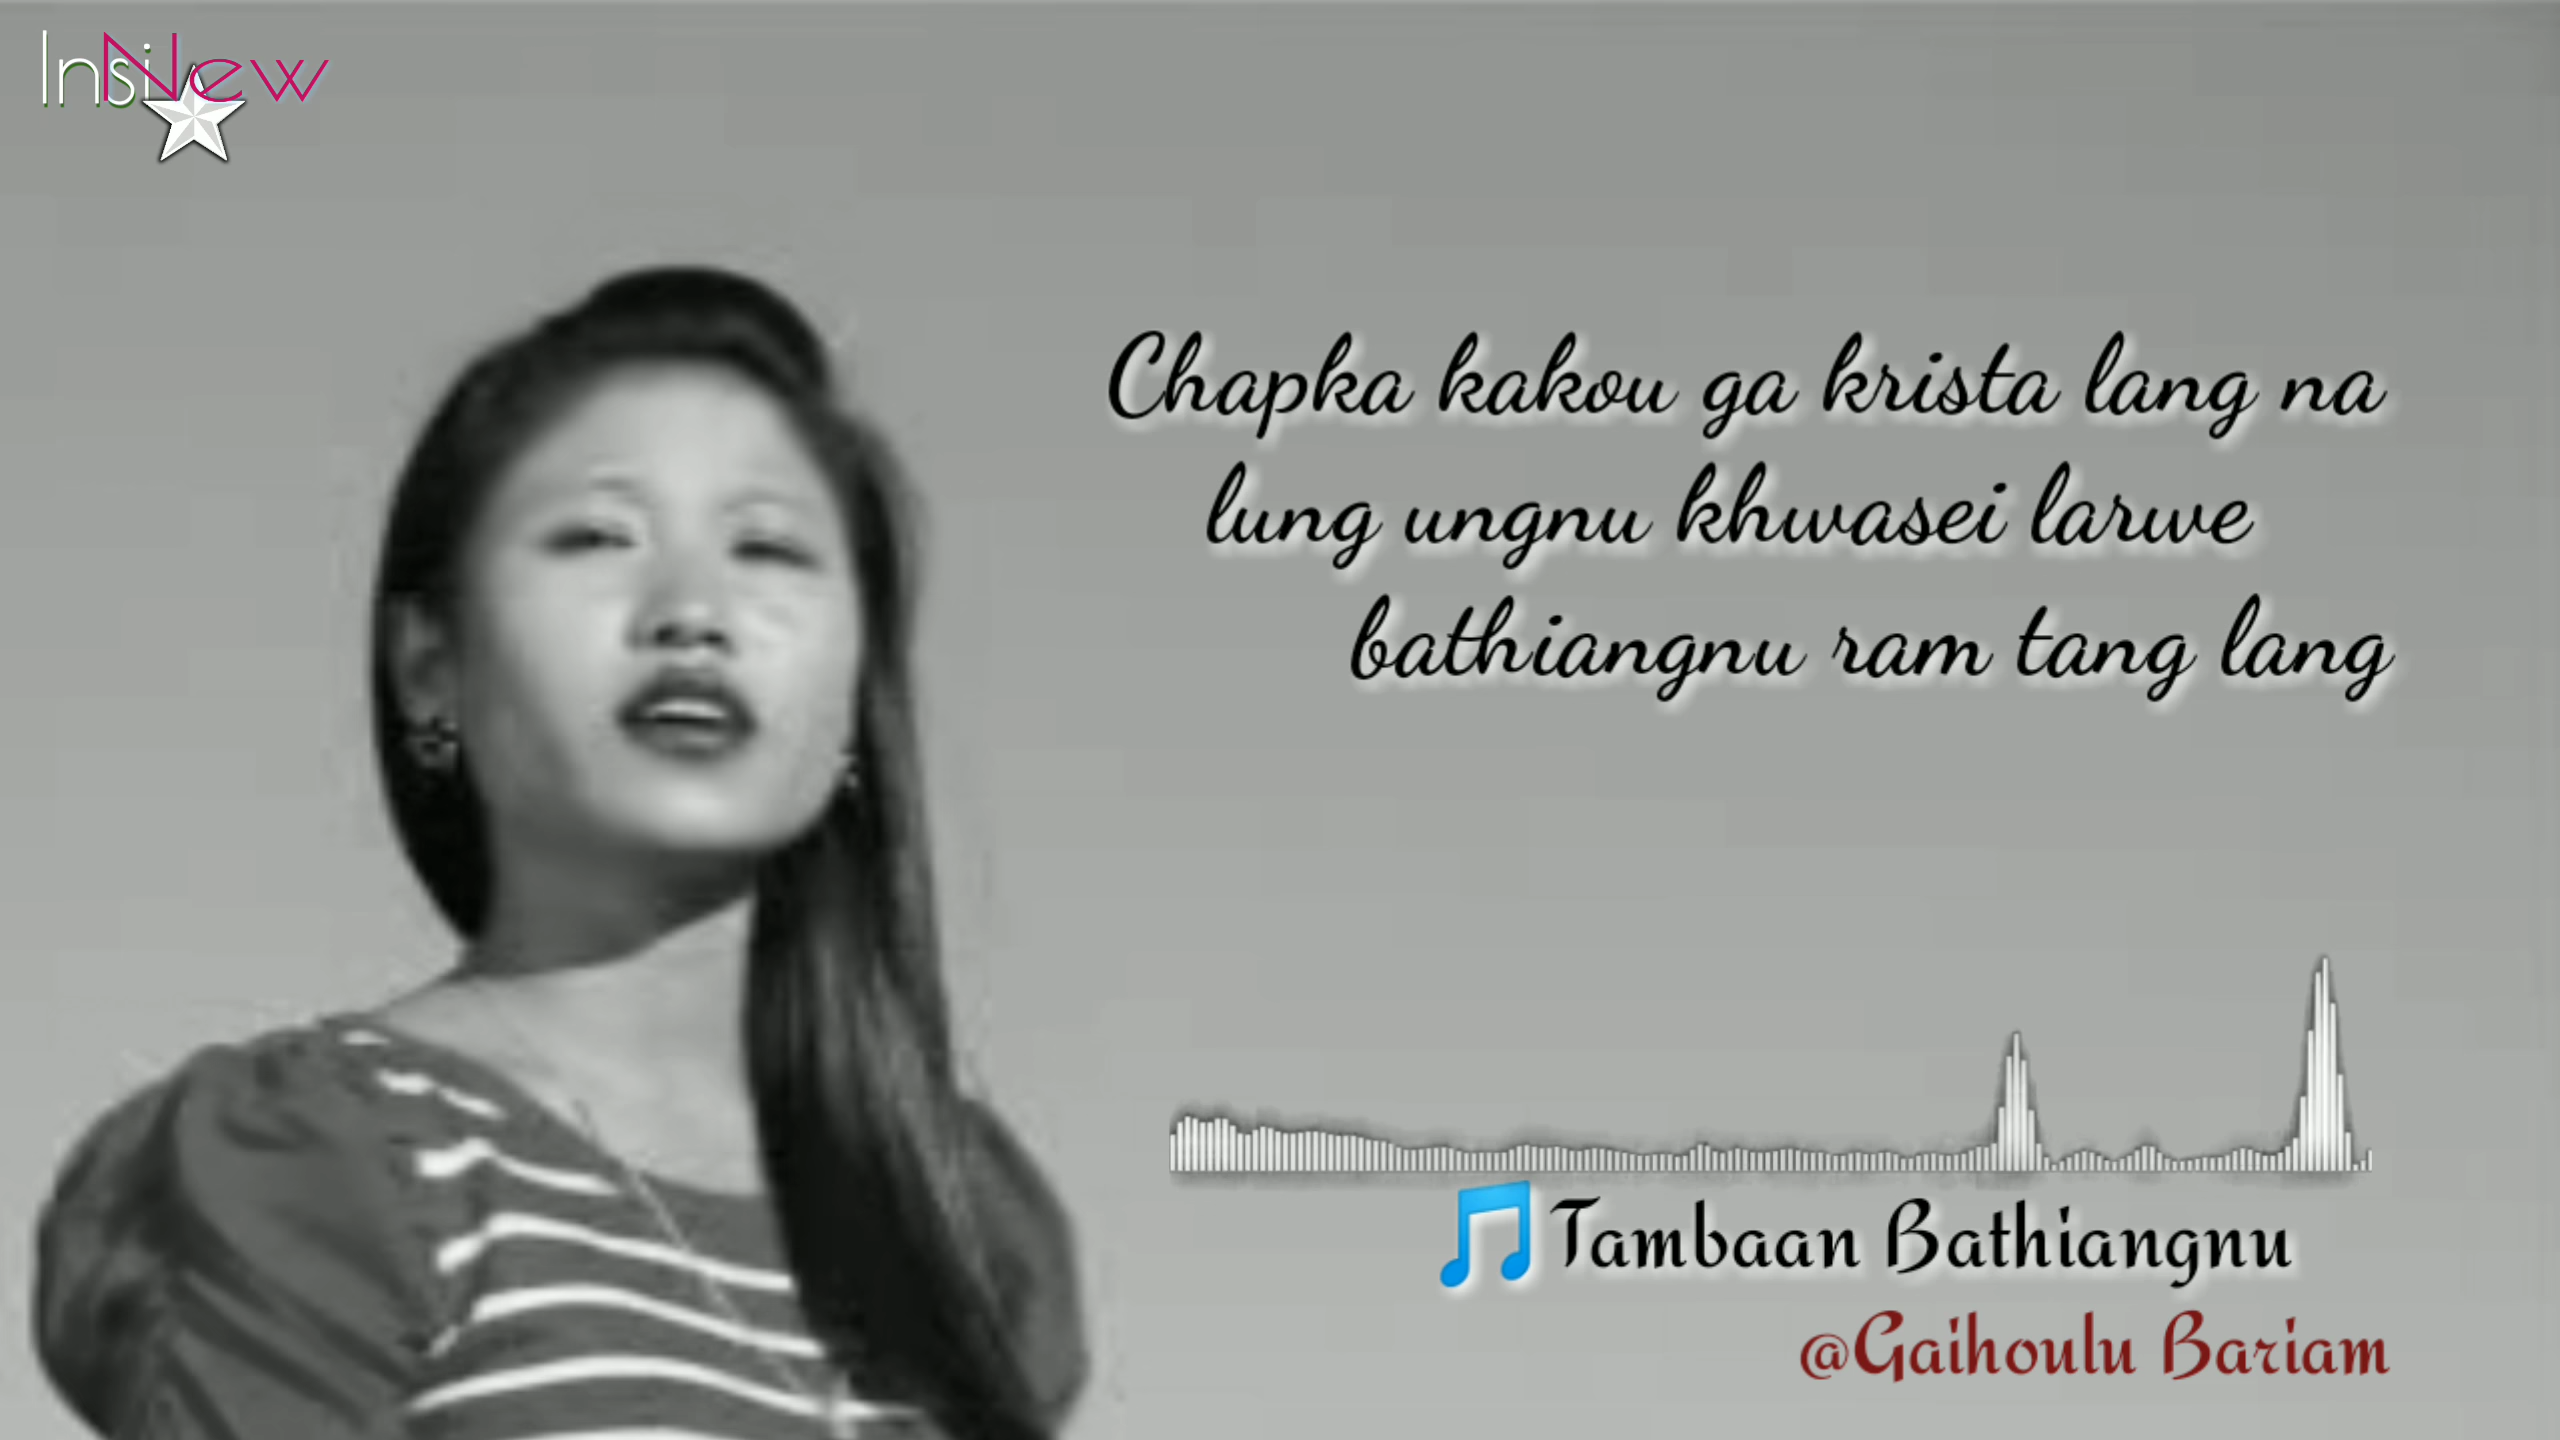 InsiNew
Chapka kakou ga krista lang na
lung ungnu khwasei larwe
bathiangnu ram tang lang
Tambaan Bathiangnu
@Gaihoulu Bariam